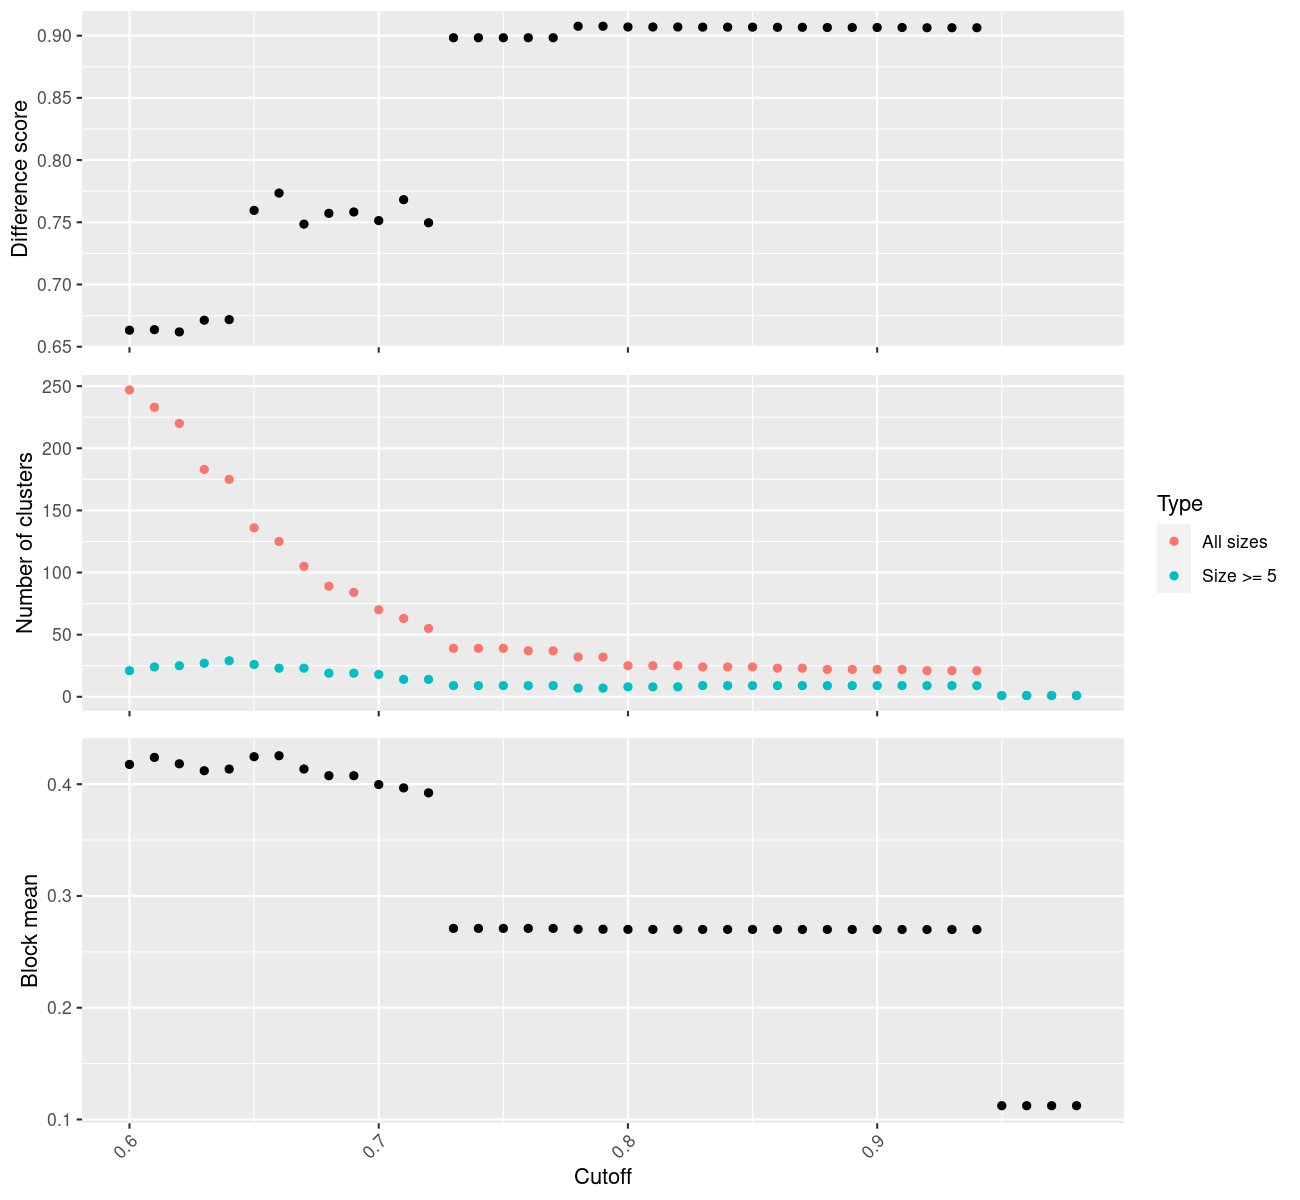 Difference score
0.90
0.85
0.80
0.75
0.70
0.65
Number of clusters
250
200
150
100
50
0
Type
All sizes
Size >= 5
Block mean
0.4
0.3
0.2
0.1
0.6 0.7 0.8 0.9
Cutoff